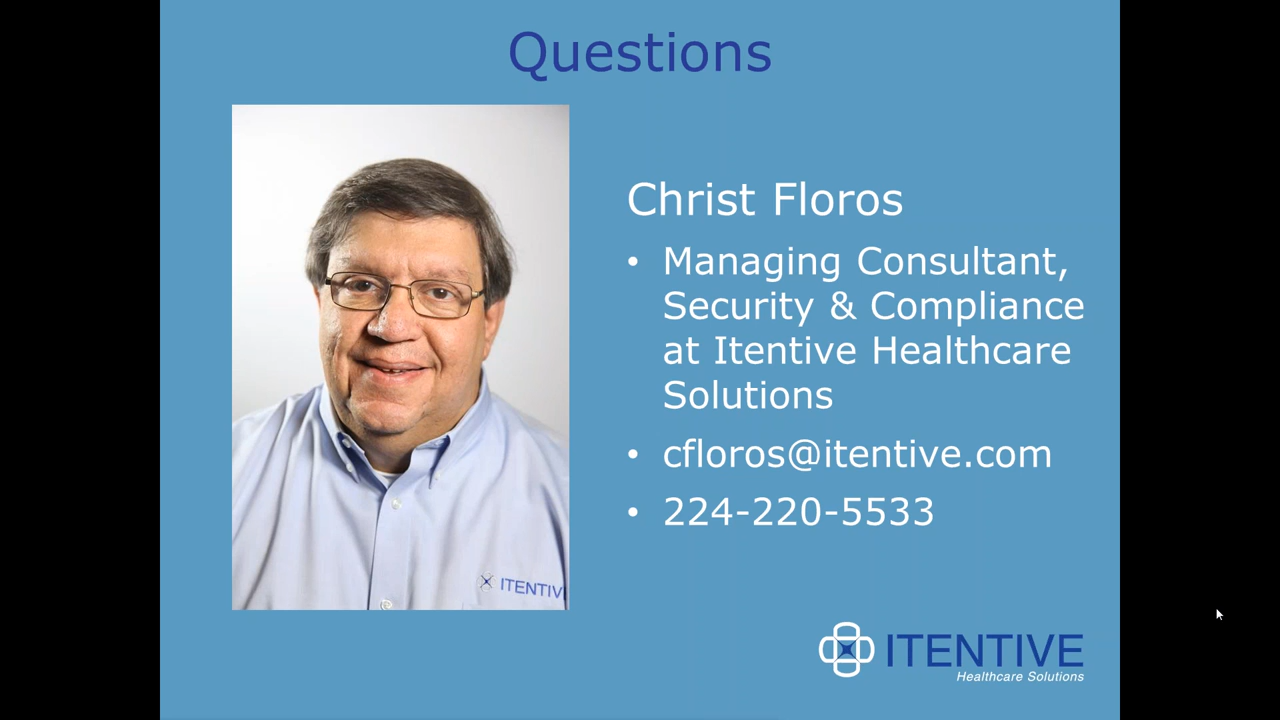 Questions
Christ Floros
• Managing Consultant,
Security & Compliance
at Itentive Healthcare
Solutions
• cfloros@itentive.com
• 224-220-5533
ITENTIV
ITENTIVE
Healthcare Solutions